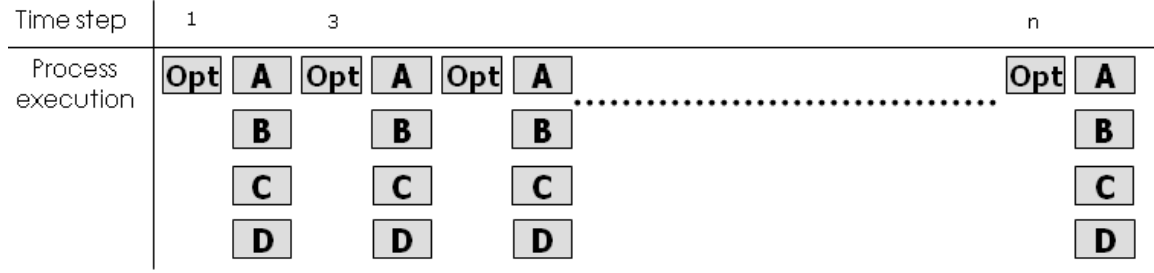 Time step 1 3 n
Process execution
Opt A Opt A Opt A Opt A
B B B B
C C C C
D D D D